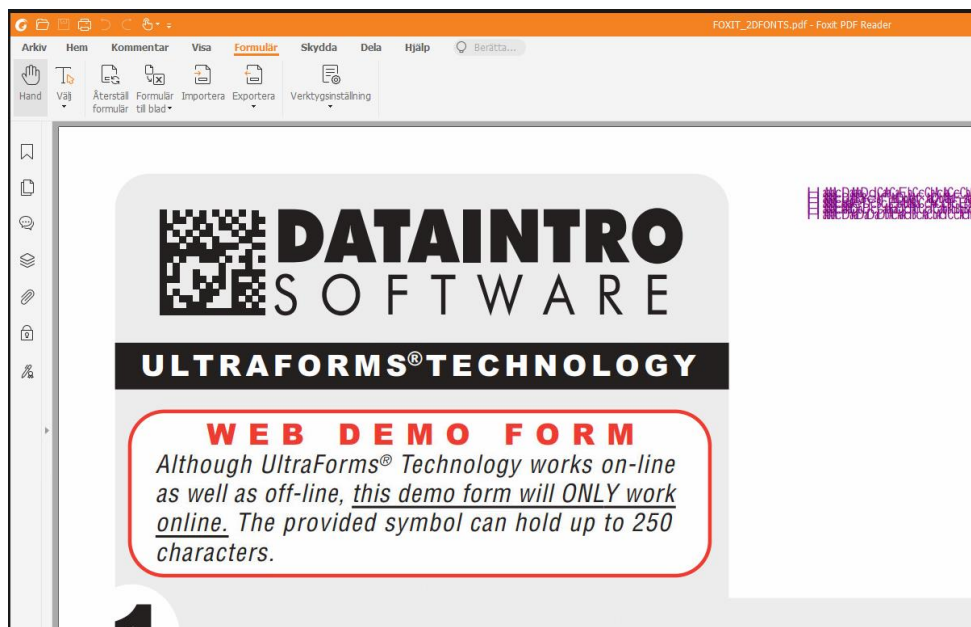 FOXIT_2DFONTS.pdf - Foxit PDF Reader
Arkiv Hem Kommentar Visa Formulär Skydda Dela Hjälp Berätta...
Hand Välj Återställ formulär Formulär till blad Importera Exportera Verktygsinställning
DATAINTRO
SOFTWARE
ULTRAFORMS® TECHNOLOGY
WEB DEMO FORM
Although UltraForms® Technology works on-line
as well as off-line, this demo form will ONLY work
online. The provided symbol can hold up to 250
characters.
1